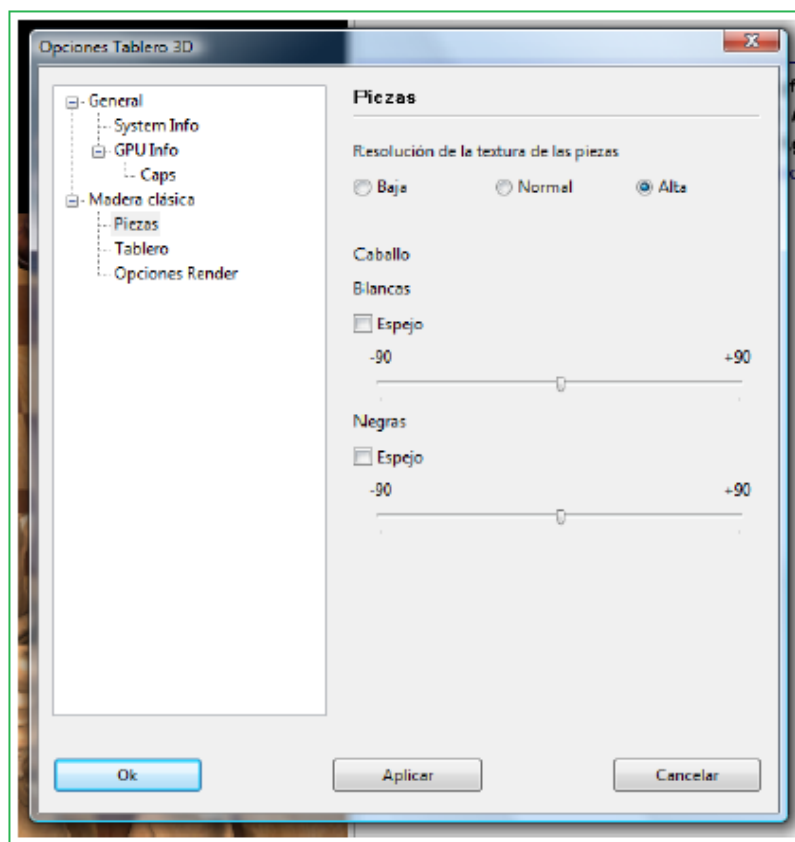 Opciones Tablero 3D
General
System Info
GPU Info
Caps
Madera clásica
Piezas
Tablero
Opciones Render
Piezas
Resolución de la textura de las piezas
Baja Normal Alta
Caballo
Blancas
Espejo
-90 +90
Negras
Espejo
-90 +90
Ok Aplicar Cancelar